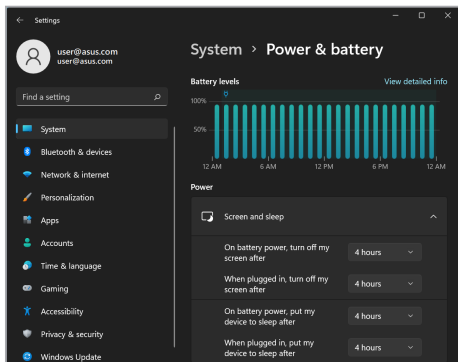 Settings
user@asus.com
user@asus.com
System > Power & battery
Find a setting
System
Bluetooth & devices
Network & internet
Personalization
Apps
Accounts
Time & language
Gaming
Accessibility
Privacy & security
Windows Update
Battery levels View detailed info
100%
50%
12 AM 6 AM 12 PM 6 PM 12 AM
Power
Screen and sleep
On battery power, turn off my
screen after
4 hours
When plugged in, turn off my
screen after
4 hours
On battery power, put my
device to sleep after
4 hours
When plugged in, put my
device to sleep after
4 hours